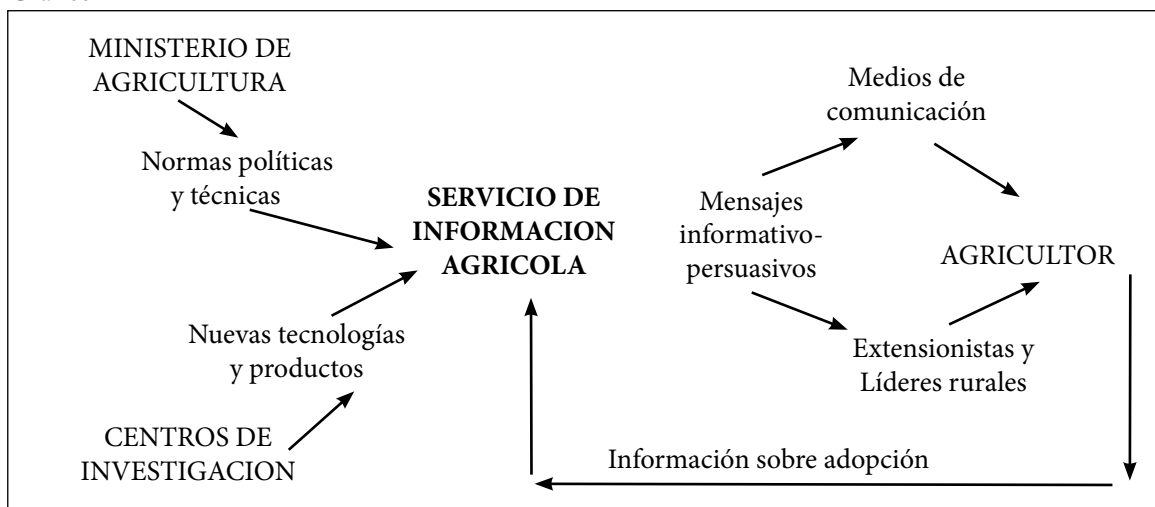 MINISTERIO DE
AGRICULTURA
Normas políticas
y técnicas
SERVICIO DE
INFORMACION
AGRICOLA
Nuevas tecnologías
y productos
CENTROS DE
INVESTIGACION
Medios de
comunicación
Mensajes
informativo-
persuasivos
AGRICULTOR
Extensionistas y
Líderes rurales
Información sobre adopción